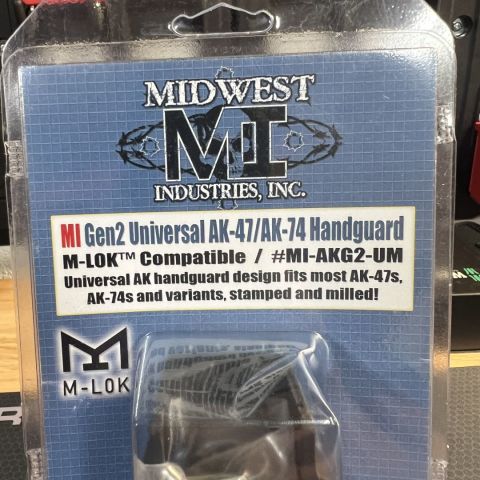 MIDWEST
MI
INDUSTRIES, INC.
MI Gen2 Universal AK-47/AK-74 Handguard
M-LOK™ Compatible / #MI-AKG2-UM
Universal AK handguard design fits most AK-47s,
AK-74s and variants, stamped and milled!
M-LOK